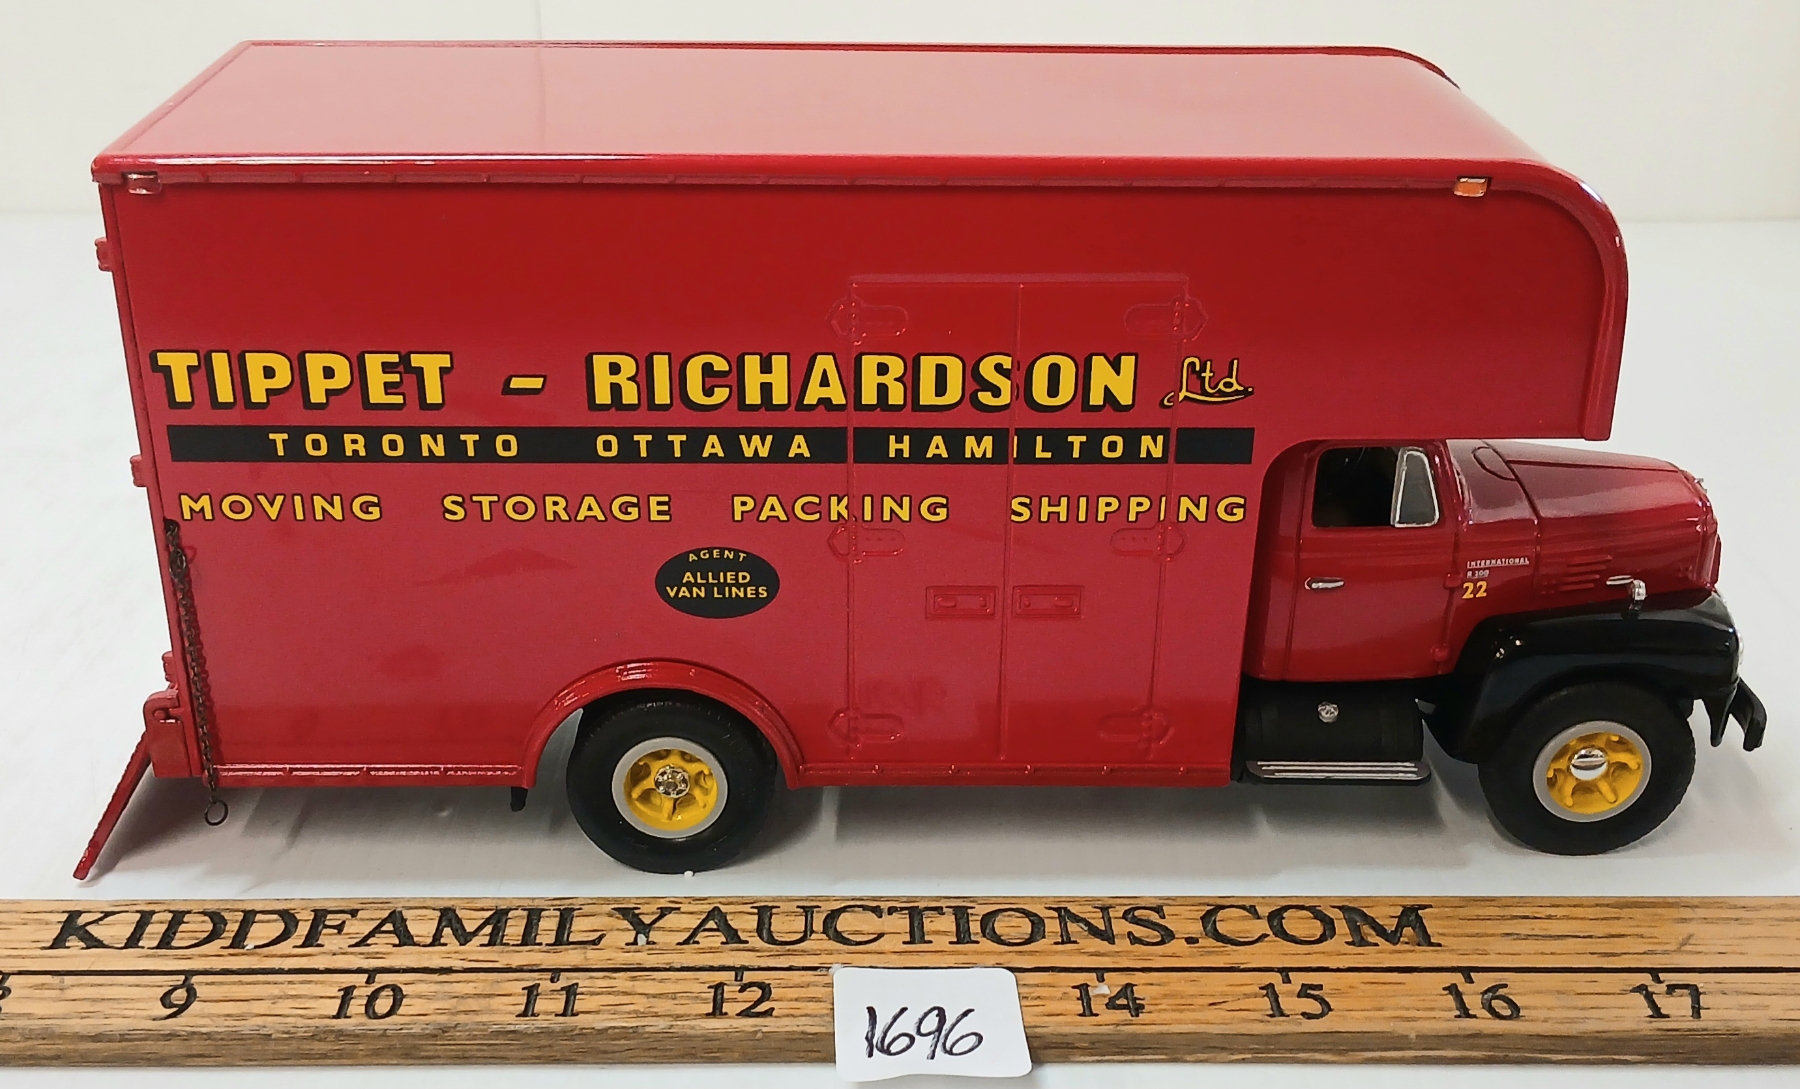 TIPPET - RICHARDSON Ltd.
TORONTO OTTAWA HAMILTON
MOVING STORAGE PACKING SHIPPING
AGENT
ALLIED
VAN LINES
INTERNATIONAL
R 200
22
KIDDFAMILYAUCTIONS.COM
9 10 11 12 14 15 16 17
1696